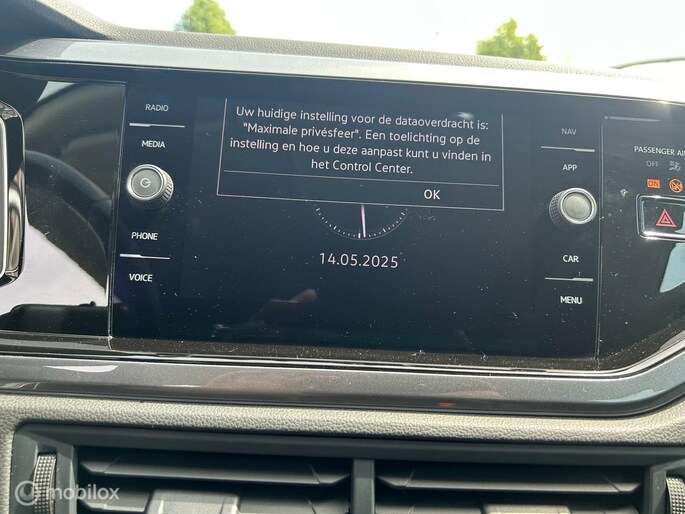 RADIO
MEDIA
PHONE
VOICE
Uw huidige instelling voor de dataoverdracht is:
"Maximale privésfeer". Een toelichting op de
instelling en hoe u deze aanpast kunt u vinden in
het Control Center.
OK
14.05.2025
NAV
APP
CAR
MENU
PASSENGER AI
OFF
ON
mobilox